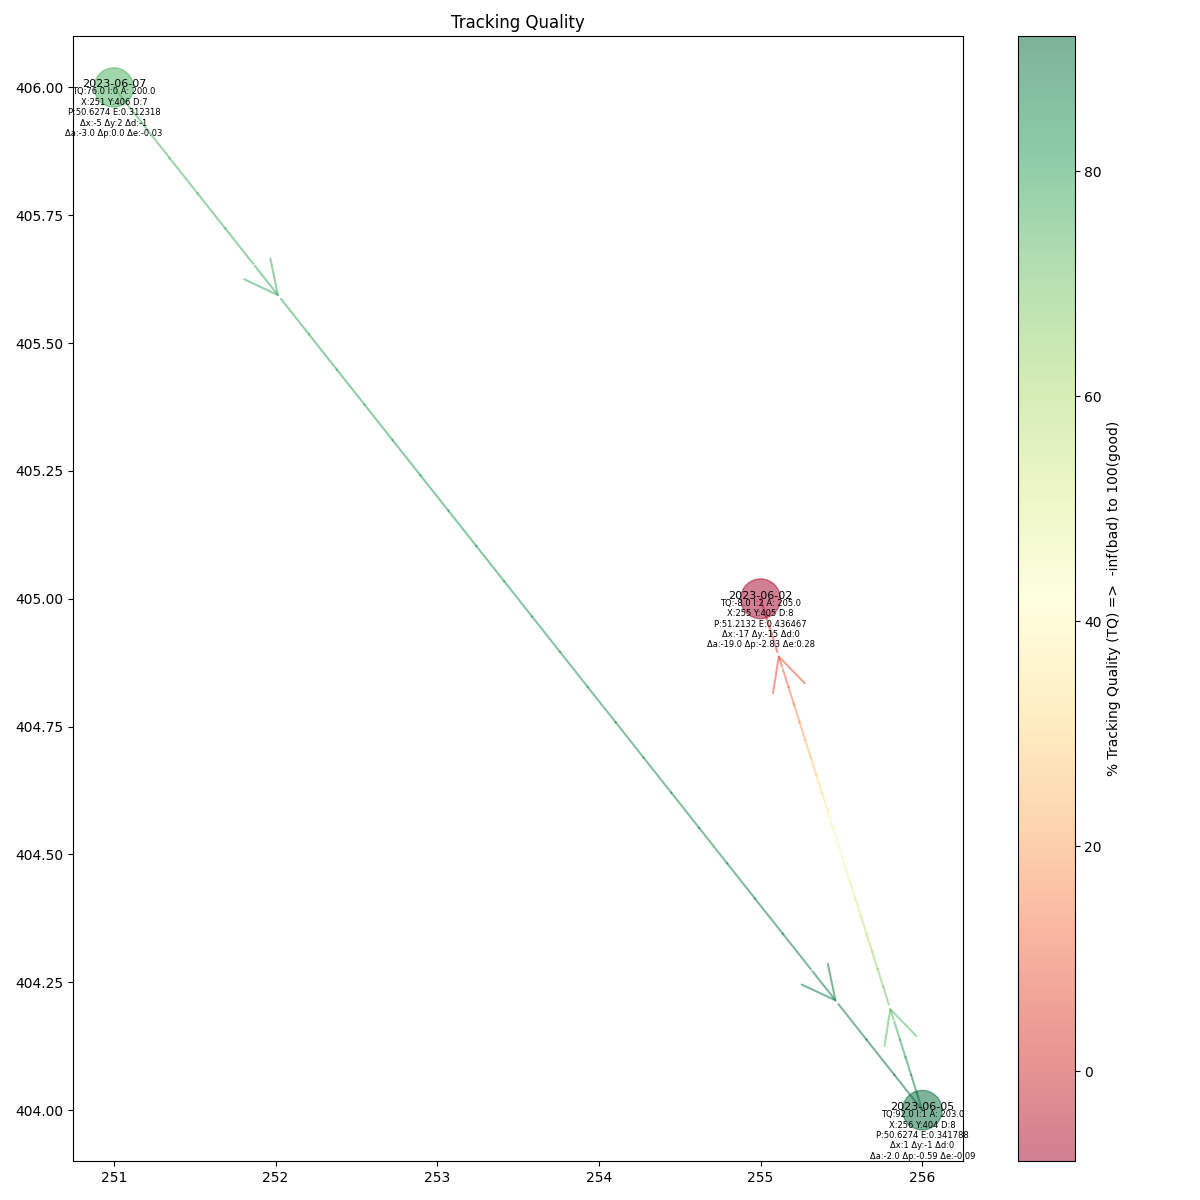 Tracking Quality
406.00
405.75
405.50
405.25
405.00
404.75
404.50
404.25
404.00
251
252
253
254
255
256
2023-06-07
TQ:76.0 I:0 A: 200.0
X:251 Y:406 D:7
P:50.6274 E:0.312318
Δx:-5 Δy:2 Δd:-1
Δa:-3.0 Δp:0.0 Δe:-0.03
2023-06-02
TQ:-8.0 I:2 A: 205.0
X:255 Y:405 D:8
P:51.2132 E:0.436467
Δx:-17 Δy:-15 Δd:0
Δa:-19.0 Δp:-2.83 Δe:0.28
2023-06-05
TQ:92.0 I:1 A: 203.0
X:256 Y:404 D:8
P:50.6274 E:0.341788
Δx:1 Δy:-1 Δd:0
Δa:-2.0 Δp:-0.59 Δe:-0.09
80
60
40
20
0
% Tracking Quality (TQ) => -inf(bad) to 100(good)